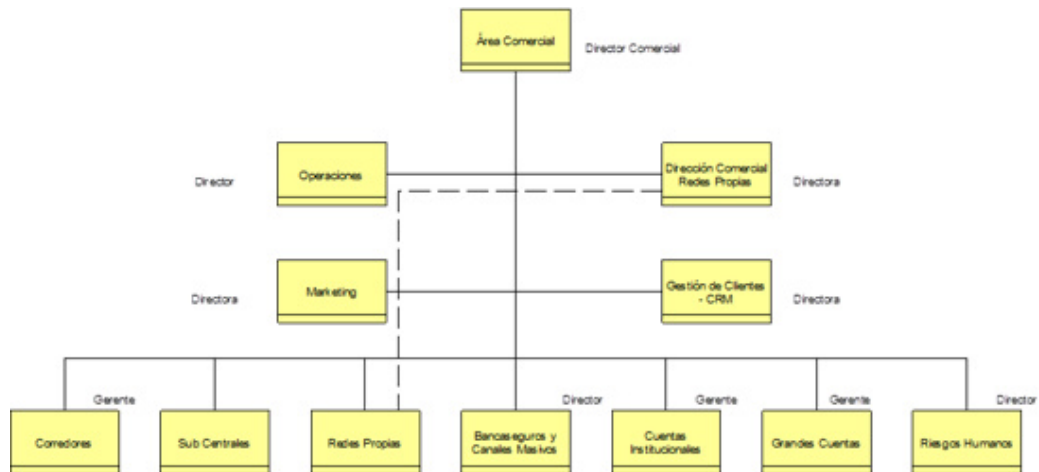 Área Comercial
Director Comercial
Director
Operaciones
Dirección Comercial
Redes Propias
Directora
Directora
Marketing
Gestión de Clientes
- CRM
Directora
Gerente
Director
Gerente
Gerente
Director
Corredores
Sub Centrales
Redes Propias
Bancaseguros y
Canales Masivos
Cuentas
Institucionales
Grandes Cuentas
Riesgos Humanos